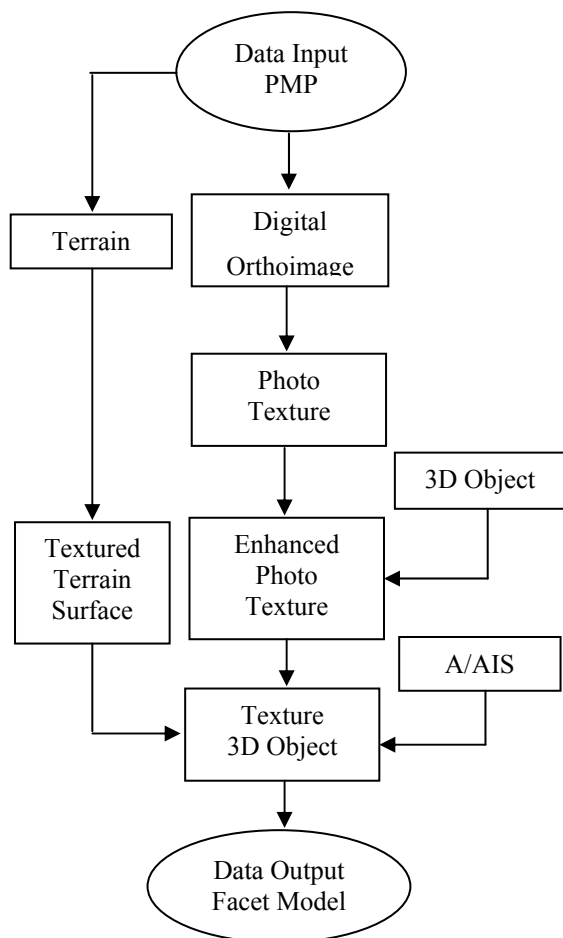 Data Input
PMP
Terrain
Digital
Orthoimage
Photo
Texture
3D Object
Textured
Terrain
Surface
Enhanced
Photo
Texture
A/AIS
Texture
3D Object
Data Output
Facet Model